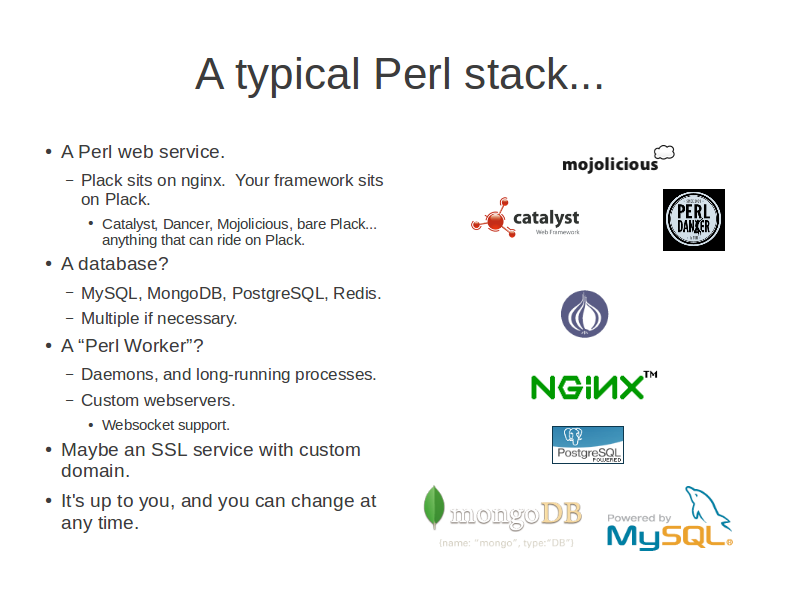 A typical Perl stack...
• A Perl web service.
– Plack sits on nginx.  Your framework sits
on Plack.
• Catalyst, Dancer, Mojolicious, bare Plack...
anything that can ride on Plack.
• A database?
– MySQL, MongoDB, PostgreSQL, Redis.
– Multiple if necessary.
• A “Perl Worker”?
– Daemons, and long-running processes.
– Custom webservers.
• Websocket support.
• Maybe an SSL service with custom
domain.
• It's up to you, and you can change at
any time.
mojolicious
catalyst
Web Framework
PERL
DANCER
NGiNX™
PostgreSQL
POWERED
mongoDB
{name: "mongo", type:"DB"}
Powered by
MySQL®